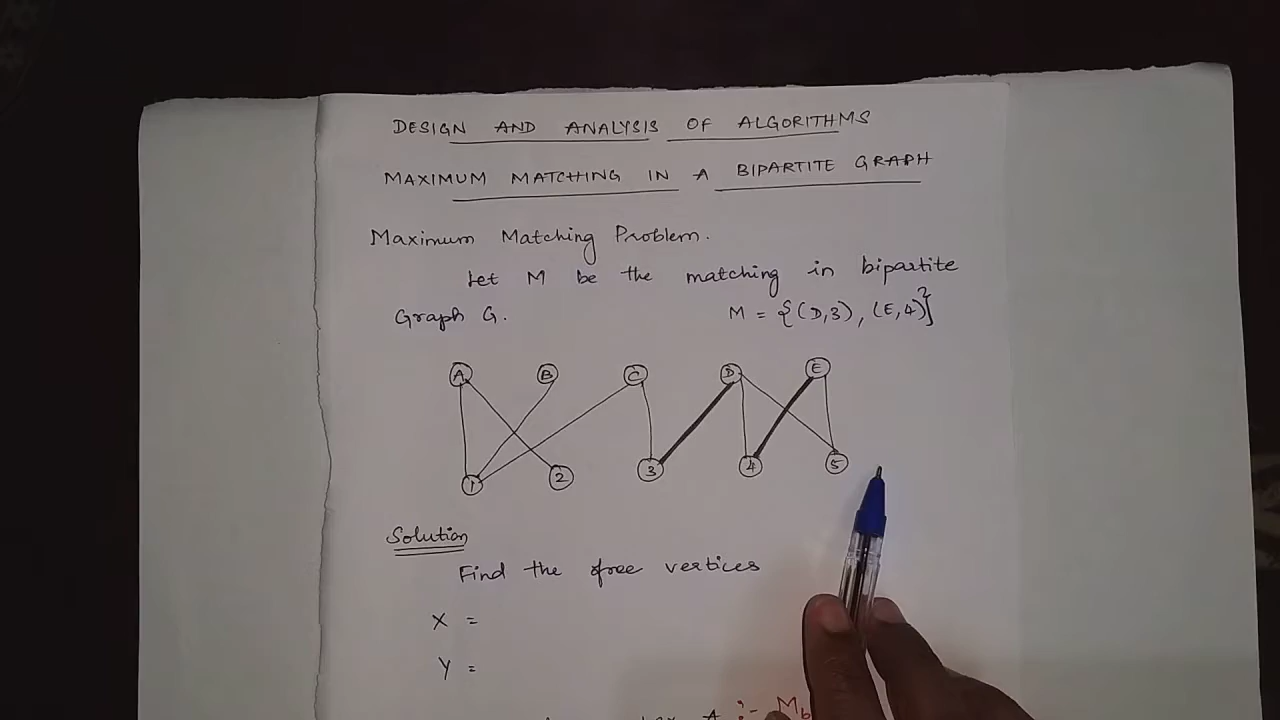 DESIGN AND ANALYSIS OF ALGORITHMS
MAXIMUM MATCHING IN A BIPARTITE GRAPH
Maximum Matching Problem.
Let M be the matching in bipartite
Graph G. M = {(D,3), (E,4)}
A B C D E
1 2 3 4 5
Solution
Find the free vertices
X =
Y =
A :- Mb